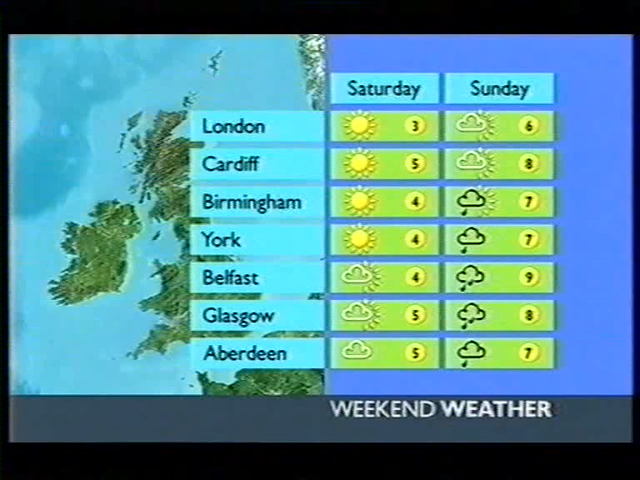 Saturday Sunday
London 3 6
Cardiff 5 8
Birmingham 4 7
York 4 7
Belfast 4 9
Glasgow 5 8
Aberdeen 5 7
WEEKEND WEATHER